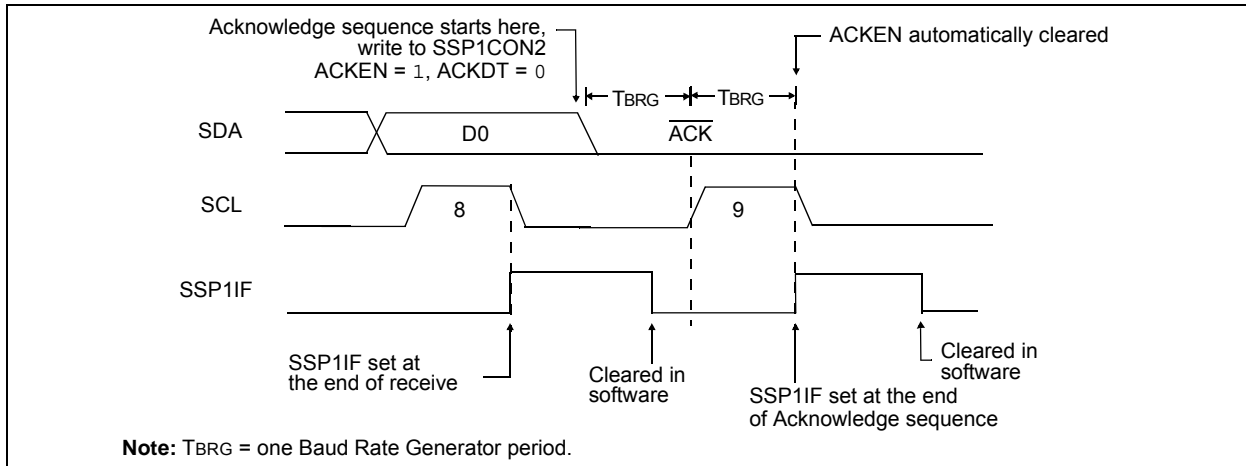 Acknowledge sequence starts here,
write to SSP1CON2
ACKEN = 1, ACKDT = 0
ACKEN automatically cleared
TBRG
TBRG
SDA
D0
ACK
SCL
8
9
SSP1IF
SSP1IF set at
the end of receive
Cleared in
software
SSP1IF set at the end
of Acknowledge sequence
Cleared in
software
Note: TBRG = one Baud Rate Generator period.